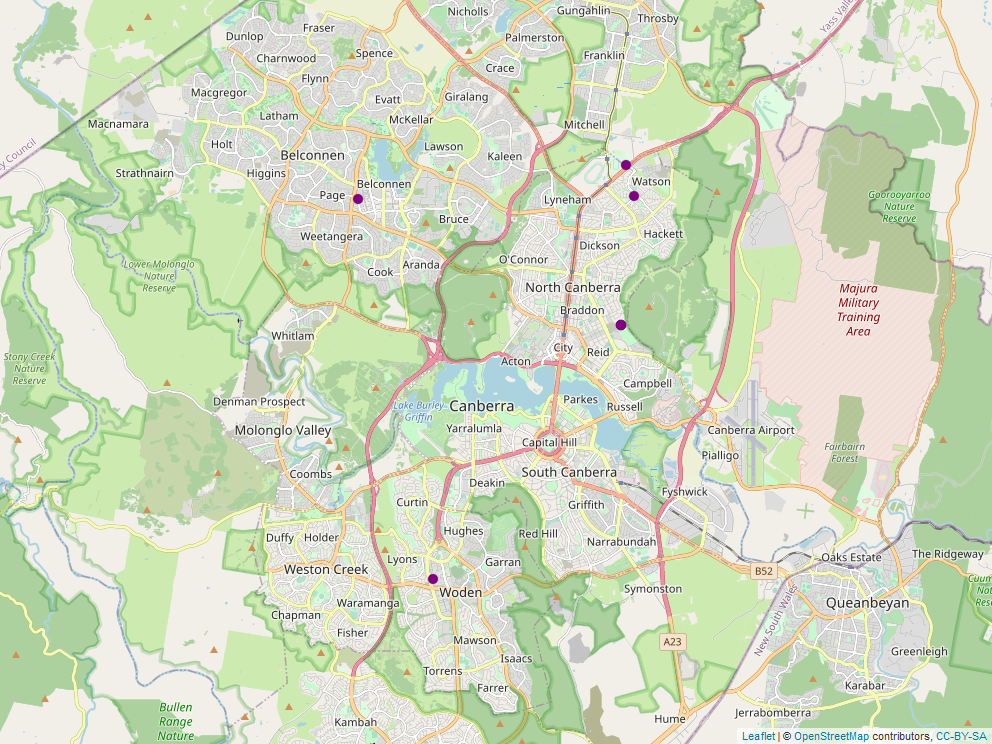 Nicholls
Gungahlin
Throsby
Yass Valley
Fraser
Dunlop
Palmerston
Spence
Charnwood
Franklin
Crace
Flynn
Macgregor
Evatt
Giralang
Latham
McKellar
Macnamara
Mitchell
Holt
Lawson
Belconnen
Kaleen
y Council
Strathnairn
Higgins
Belconnen
Watson
Page
Lyneham
Goorooyarroo
Nature
Reserve
Bruce
Weetangera
Hackett
Dickson
Lower Molonglo
Nature
Reserve
Cook
Aranda
O'Connor
North Canberra
Majura
Military
Training
Area
Braddon
Whitlam
Stony Creek
Nature
Reserve
City
Reid
Acton
Campbell
Denman Prospect
Lake Burley
Griffin
Canberra
Parkes
Russell
Molonglo Valley
Yarralumla
Capital Hill
Canberra Airport
Fairbairn
Forest
Pialligo
Coombs
South Canberra
Deakin
Fyshwick
Curtin
Griffith
Duffy
Holder
Hughes
Red Hill
Narrabundah
Lyons
Garran
Oaks Estate
The Ridgeway
Weston Creek
B52
Woden
Symonston
Queanbeyan
Waramanga
Chapman
New South Wales
Fisher
Mawson
A23
Greenleigh
Isaacs
Torrens
Farrer
Karabar
Bullen
Range
Nature
Kambah
Hume
Jerrabomberra
Leaflet | © OpenStreetMap contributors, CC-BY-SA